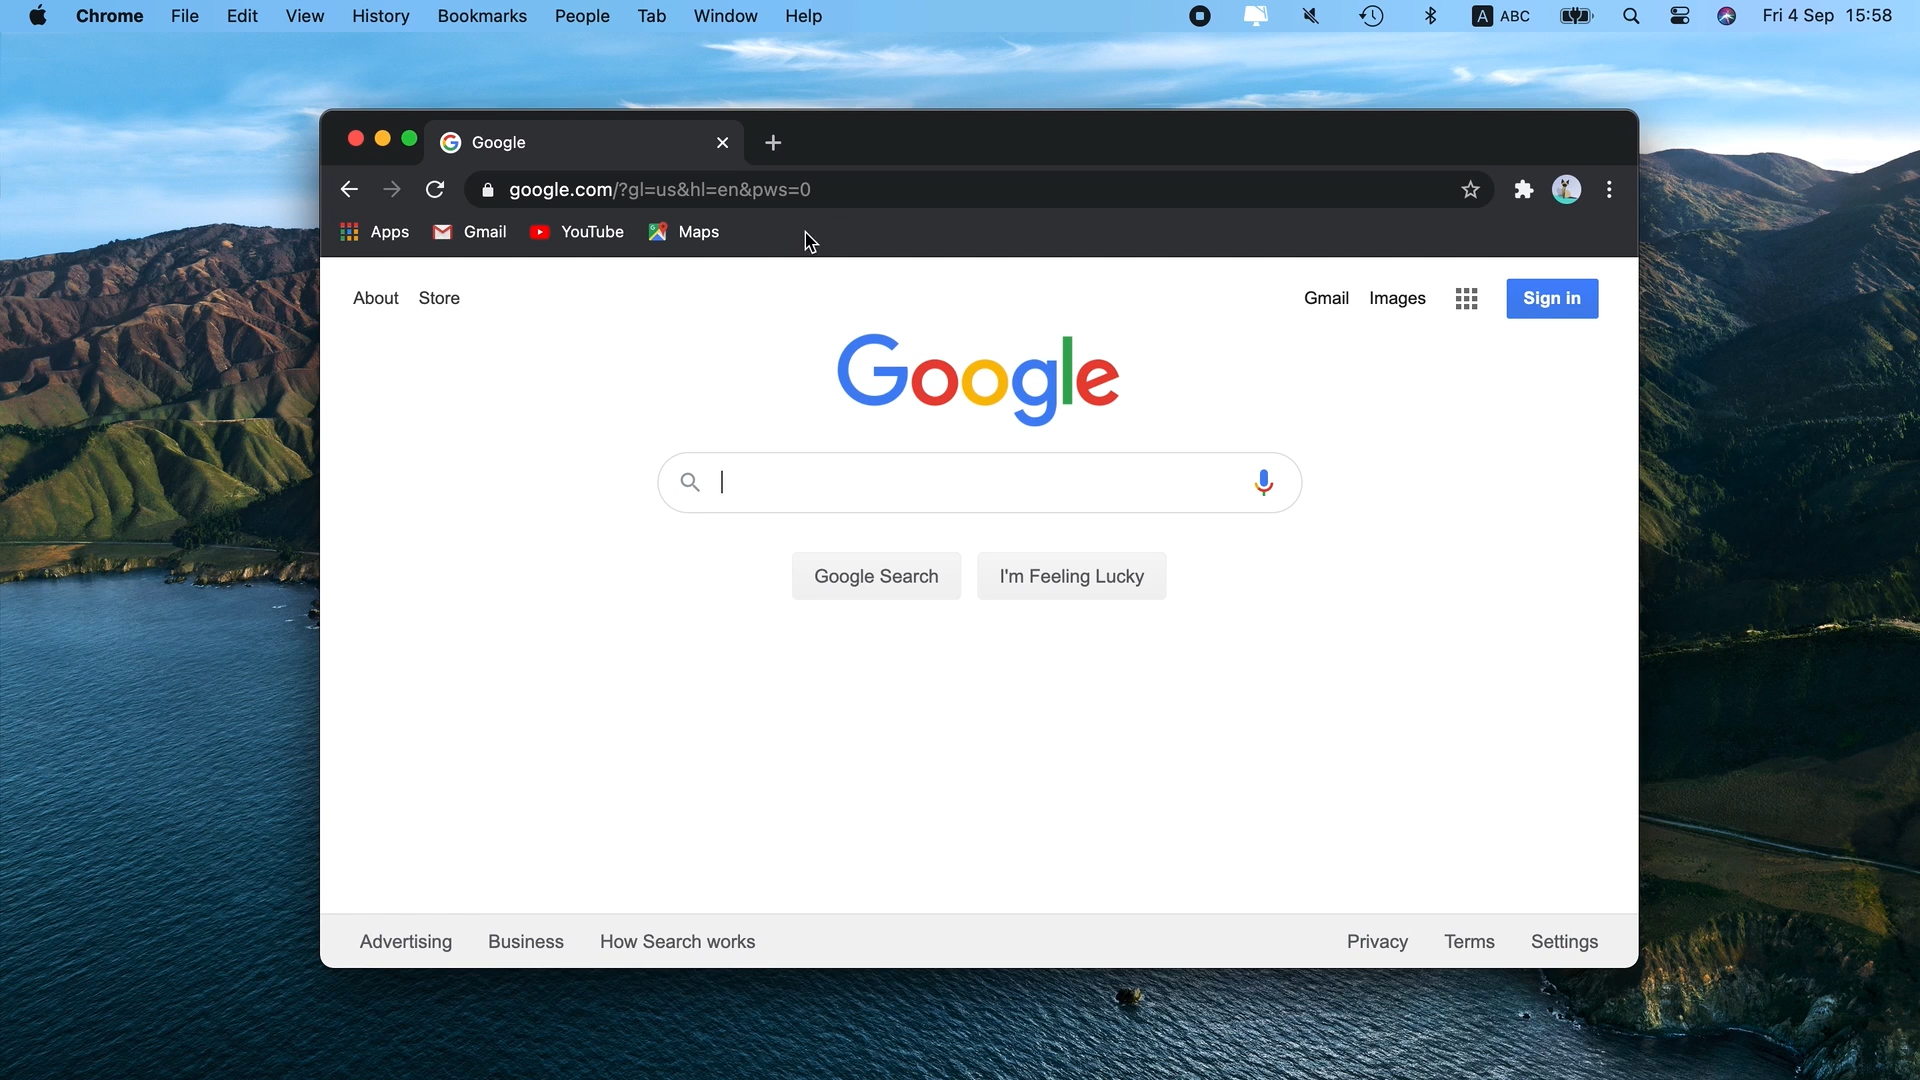 Chrome File Edit View History Bookmarks People Tab Window Help A ABC Fri 4 Sep 15:58
Google
google.com/?gl=us&hl=en&pws=0
Apps Gmail YouTube Maps
About Store Gmail Images Sign in
Google
Google Search I'm Feeling Lucky
Advertising Business How Search works Privacy Terms Settings